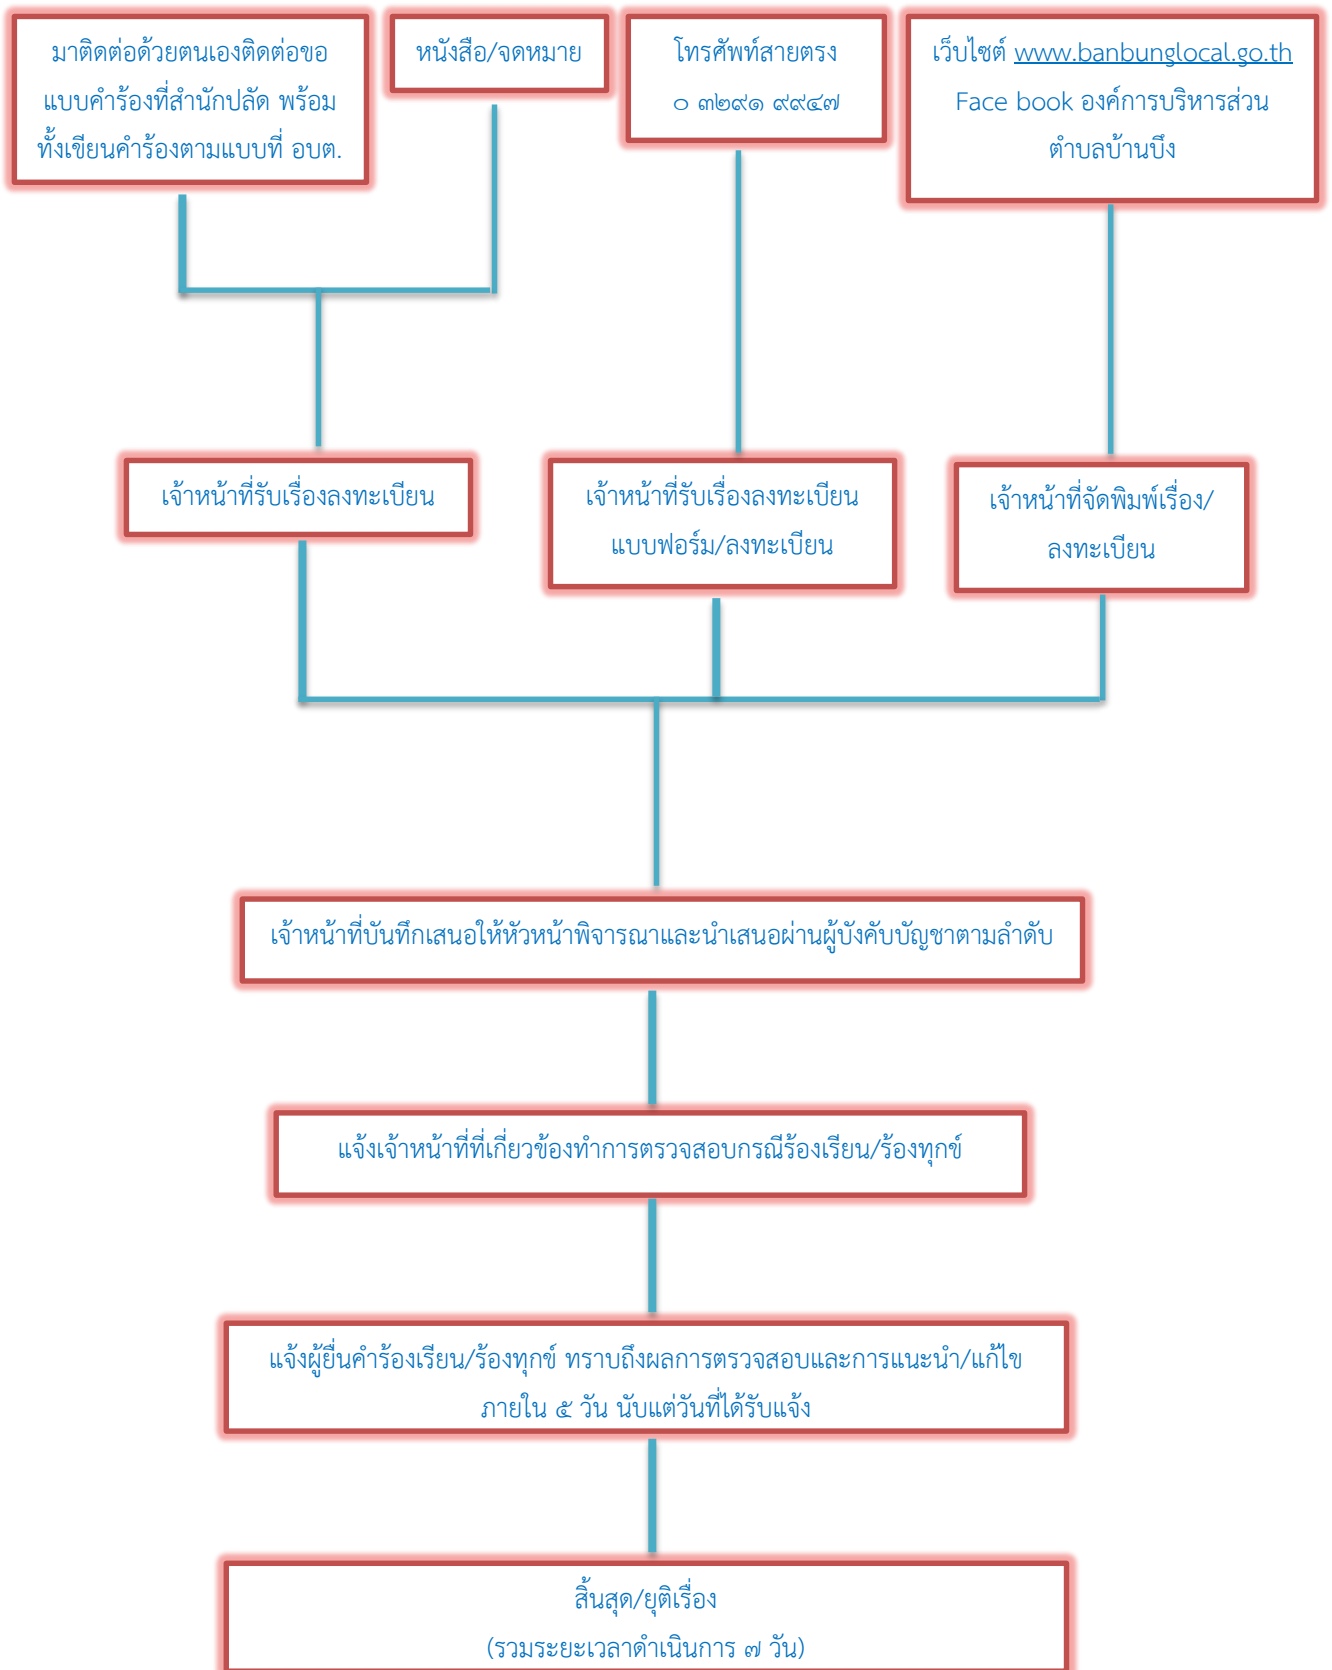 มาติดต่อด้วยตนเองติดต่อขอ
แบบคำร้องที่สำนักปลัด พร้อม
ทั้งเขียนคำร้องตามแบบที่ อบต.
หนังสือ/จดหมาย
โทรศัพท์สายตรง
๐ ๓๒๙๑ ๙๙๔๗
เว็บไซต์ www.banbunglocal.go.th
Face book องค์การบริหารส่วน
ตำบลบ้านบึง
เจ้าหน้าที่รับเรื่องลงทะเบียน
เจ้าหน้าที่รับเรื่องลงทะเบียน
แบบฟอร์ม/ลงทะเบียน
เจ้าหน้าที่จัดพิมพ์เรื่อง/
ลงทะเบียน
เจ้าหน้าที่บันทึกเสนอให้หัวหน้าพิจารณาและนำเสนอผ่านผู้บังคับบัญชาตามลำดับ
แจ้งเจ้าหน้าที่ที่เกี่ยวข้องทำการตรวจสอบกรณีร้องเรียน/ร้องทุกข์
แจ้งผู้ยื่นคำร้องเรียน/ร้องทุกข์ ทราบถึงผลการตรวจสอบและการแนะนำ/แก้ไข
ภายใน ๕ วัน นับแต่วันที่ได้รับแจ้ง
สิ้นสุด/ยุติเรื่อง
(รวมระยะเวลาดำเนินการ ๗ วัน)